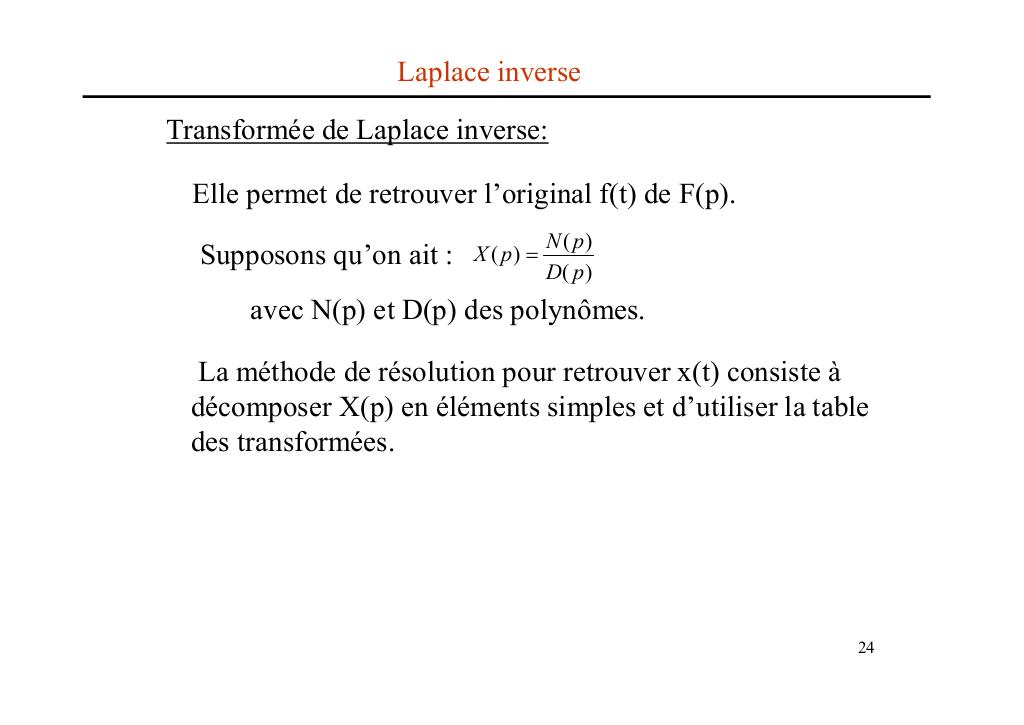 Laplace inverse
Transformée de Laplace inverse:
Elle permet de retrouver l’original f(t) de F(p).
Supposons qu’on ait : X(p) = N(p) / D(p)
avec N(p) et D(p) des polynômes.
La méthode de résolution pour retrouver x(t) consiste à
décomposer X(p) en éléments simples et d’utiliser la table
des transformées.
24